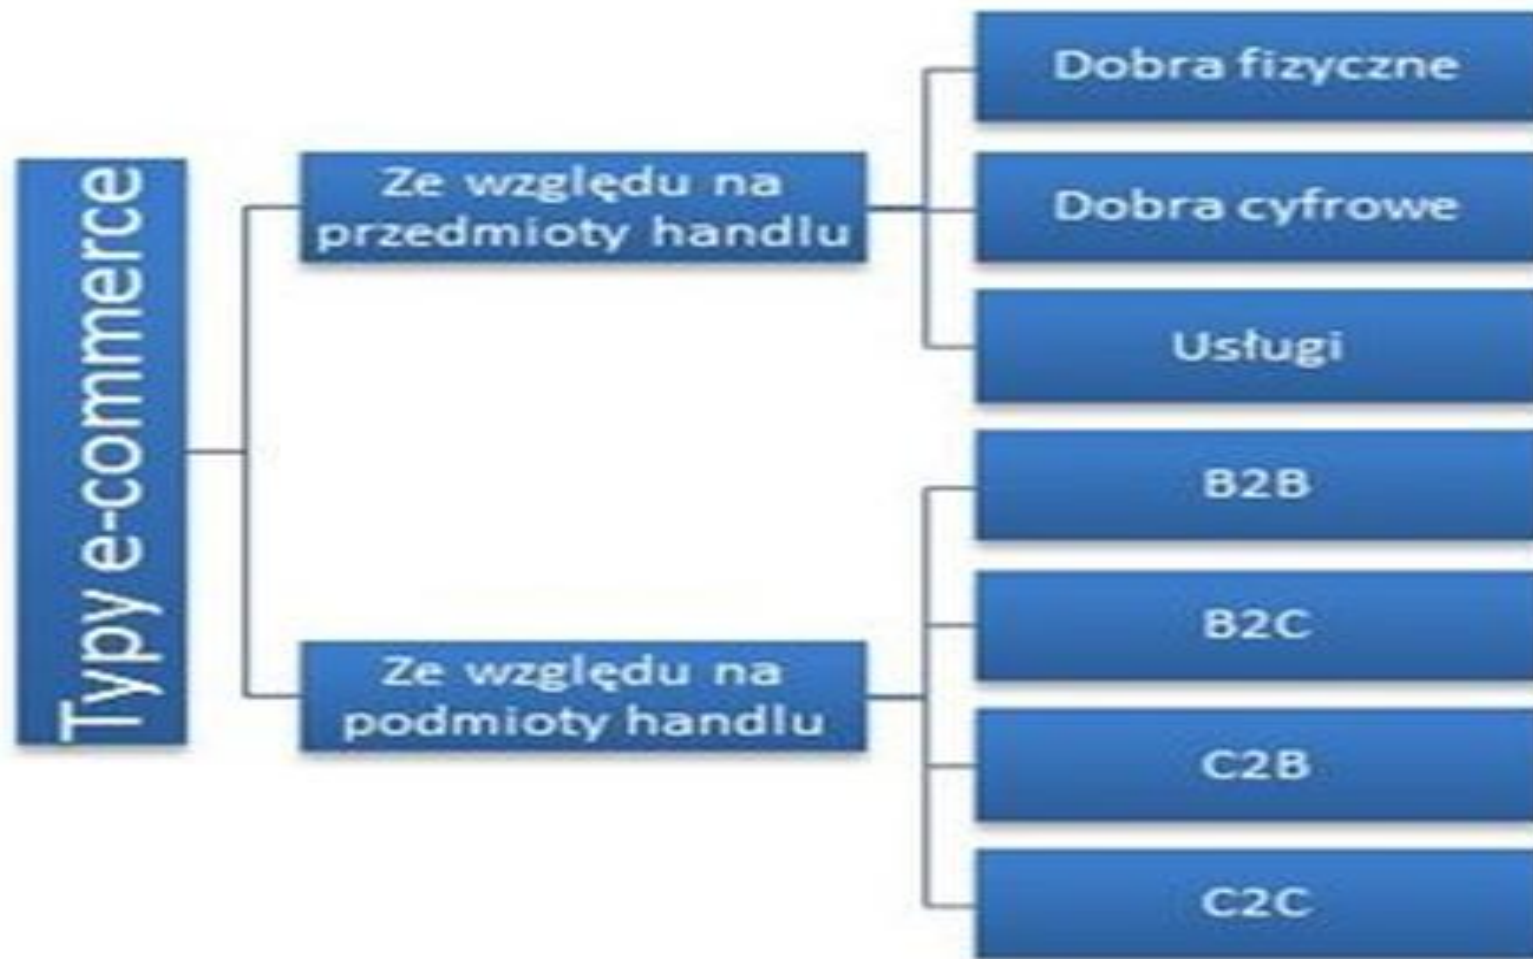 Typy e-commerce
Ze względu na
przedmioty handlu
Dobra fizyczne
Dobra cyfrowe
Usługi
Ze względu na
podmioty handlu
B2B
B2C
C2B
C2C